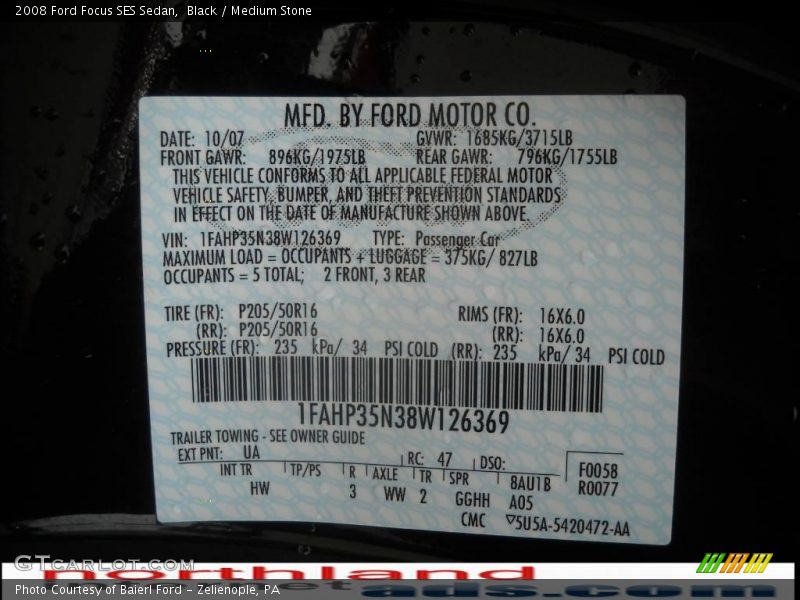 2008 Ford Focus SES Sedan, Black / Medium Stone
MFD. BY FORD MOTOR CO.
DATE: 10/07 GVWR: 1685KG/3715LB
FRONT GAWR: 896KG/1975LB REAR GAWR: 796KG/1755LB
THIS VEHICLE CONFORMS TO ALL APPLICABLE FEDERAL MOTOR
VEHICLE SAFETY, BUMPER, AND THEFT PREVENTION STANDARDS
IN EFFECT ON THE DATE OF MANUFACTURE SHOWN ABOVE.
VIN: 1FAHP35N38W126369 TYPE: Passenger Car
MAXIMUM LOAD = OCCUPANTS + LUGGAGE = 375KG/ 827LB
OCCUPANTS = 5 TOTAL; 2 FRONT, 3 REAR
TIRE (FR): P205/50R16 RIMS (FR): 16X6.0
(RR): P205/50R16 (RR): 16X6.0
PRESSURE (FR): 235 kPa/ 34 PSI COLD (RR): 235 kPa/ 34 PSI COLD
1FAHP35N38W126369
TRAILER TOWING - SEE OWNER GUIDE
EXT PNT: UA RC: 47 DSO: F0058
INT TR TP/PS R AXLE TR SPR 8AU1B R0077
HW 3 WW 2 GGHH A05
CMC 5U5A-5420472-AA
GTCarLot.com
northland
ads.com
Photo Courtesy of Baierl Ford - Zelienople, PA